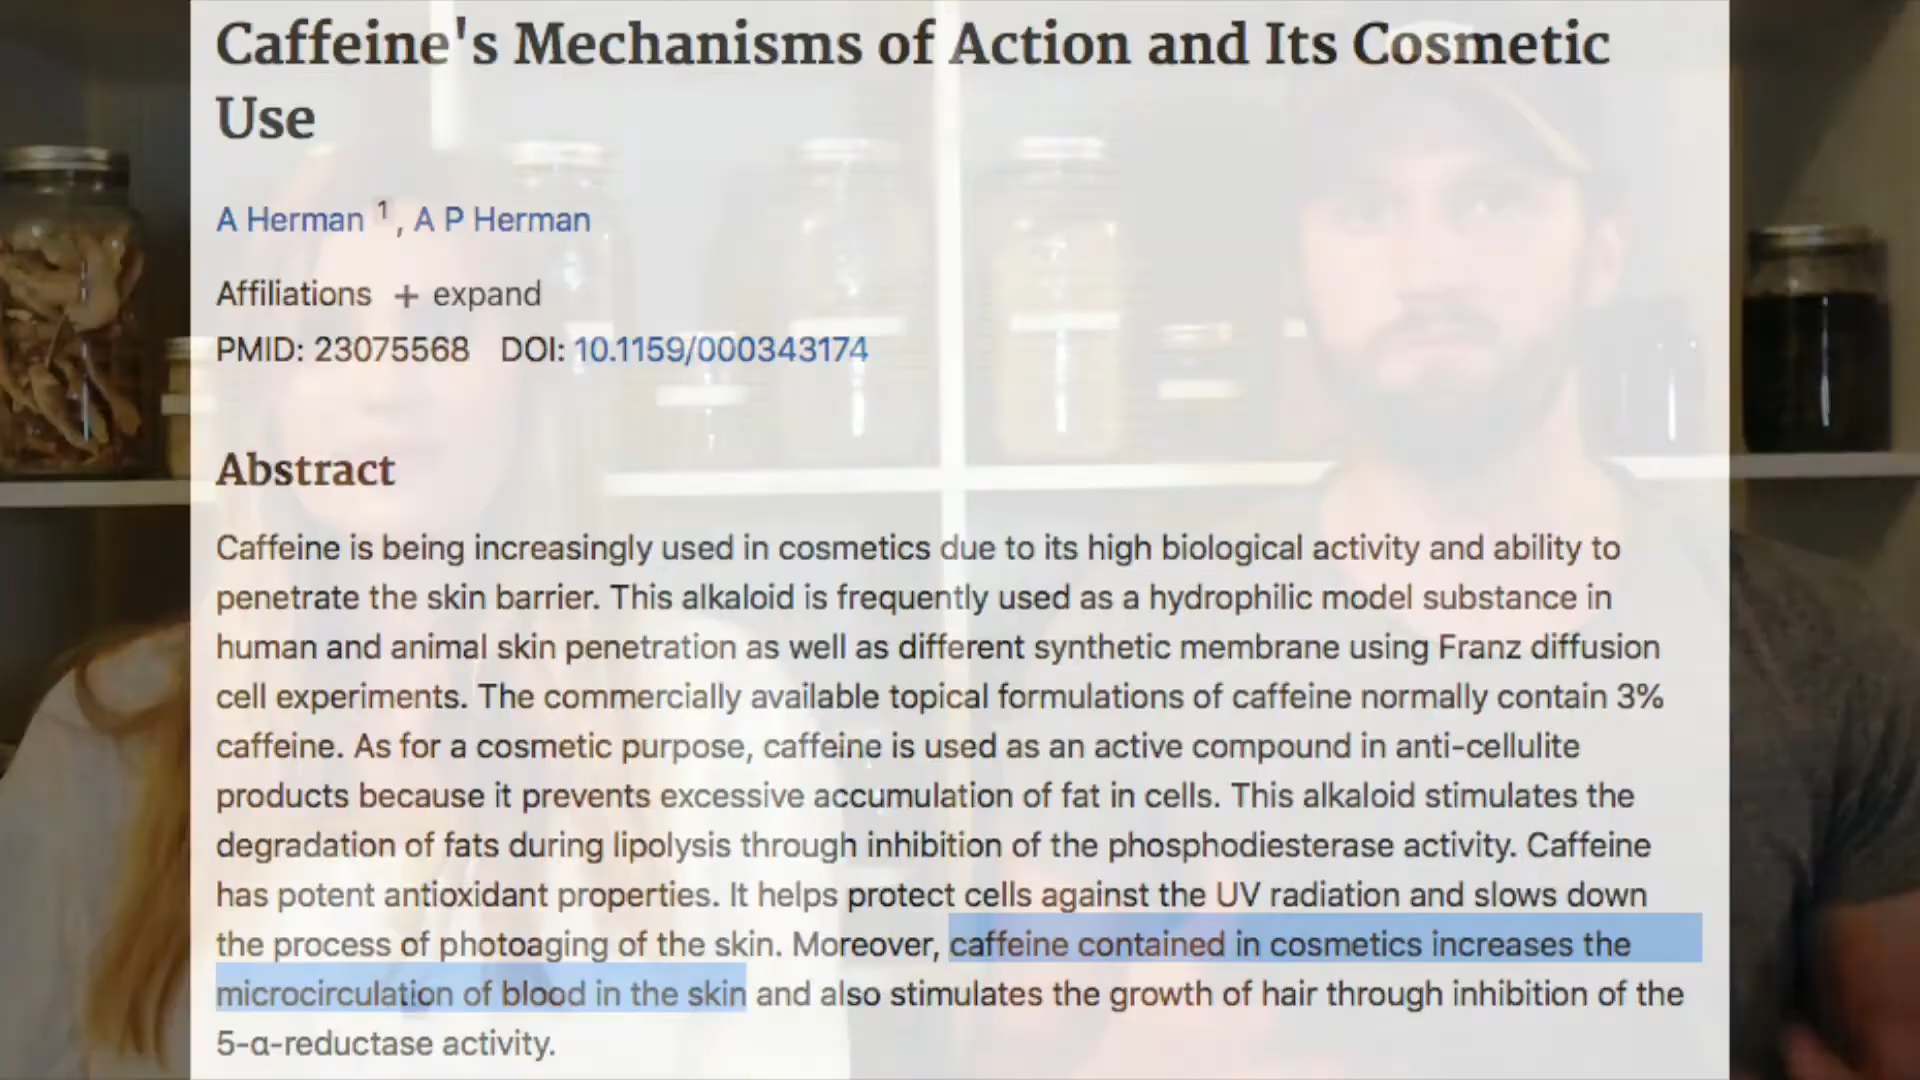 Caffeine's Mechanisms of Action and Its Cosmetic
Use
A Herman 1, A P Herman
Affiliations + expand
PMID: 23075568 DOI: 10.1159/000343174
Abstract
Caffeine is being increasingly used in cosmetics due to its high biological activity and ability to
penetrate the skin barrier. This alkaloid is frequently used as a hydrophilic model substance in
human and animal skin penetration as well as different synthetic membrane using Franz diffusion
cell experiments. The commercially available topical formulations of caffeine normally contain 3%
caffeine. As for a cosmetic purpose, caffeine is used as an active compound in anti-cellulite
products because it prevents excessive accumulation of fat in cells. This alkaloid stimulates the
degradation of fats during lipolysis through inhibition of the phosphodiesterase activity. Caffeine
has potent antioxidant properties. It helps protect cells against the UV radiation and slows down
the process of photoaging of the skin. Moreover, caffeine contained in cosmetics increases the
microcirculation of blood in the skin and also stimulates the growth of hair through inhibition of the
5-α-reductase activity.